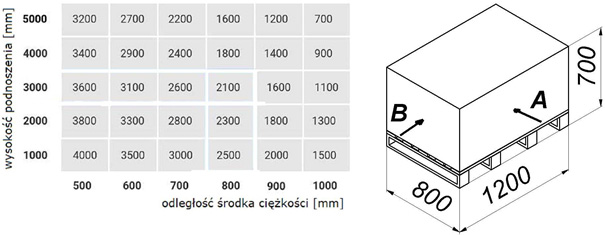 wysokość podnoszenia [mm]
5000 3200 2700 2200 1600 1200 700
4000 3400 2900 2400 1800 1400 900
3000 3600 3100 2600 2100 1600 1100
2000 3800 3300 2800 2300 1800 1300
1000 4000 3500 3000 2500 2000 1500
500 600 700 800 900 1000
odległość środka ciężkości [mm]
700
A
B
800
1200